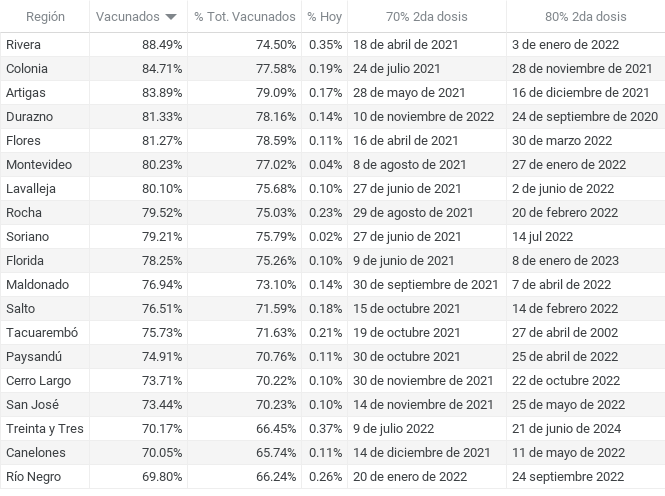 Región Vacunados % Tot. Vacunados % Hoy 70% 2da dosis 80% 2da dosis
Rivera 88.49% 74.50% 0.35% 18 de abril de 2021 3 de enero de 2022
Colonia 84.71% 77.58% 0.19% 24 de julio 2021 28 de noviembre de 2021
Artigas 83.89% 79.09% 0.17% 28 de mayo de 2021 16 de diciembre de 2021
Durazno 81.33% 78.16% 0.14% 10 de noviembre de 2022 24 de septiembre de 2020
Flores 81.27% 78.59% 0.11% 16 de abril de 2021 30 de marzo 2022
Montevideo 80.23% 77.02% 0.04% 8 de agosto de 2021 27 de enero de 2022
Lavalleja 80.10% 75.68% 0.10% 27 de junio de 2021 2 de junio de 2022
Rocha 79.52% 75.03% 0.23% 29 de agosto de 2021 20 de febrero 2022
Soriano 79.21% 75.79% 0.02% 27 de junio de 2021 14 jul 2022
Florida 78.25% 75.26% 0.10% 9 de junio de 2021 8 de enero de 2023
Maldonado 76.94% 73.10% 0.14% 30 de septiembre de 2021 7 de abril de 2022
Salto 76.51% 71.59% 0.18% 15 de octubre de 2021 14 de febrero de 2022
Tacuarembó 75.73% 71.63% 0.21% 19 de octubre de 2021 27 de abril de 2002
Paysandú 74.91% 70.76% 0.11% 30 de octubre de 2021 25 de abril de 2022
Cerro Largo 73.71% 70.22% 0.10% 30 de noviembre de 2021 22 de octubre 2022
San José 73.44% 70.23% 0.10% 14 de noviembre de 2021 25 de mayo de 2022
Treinta y Tres 70.17% 66.45% 0.37% 9 de julio 2022 21 de junio de 2024
Canelones 70.05% 65.74% 0.11% 14 de diciembre de 2021 11 de mayo de 2022
Río Negro 69.80% 66.24% 0.26% 20 de enero de 2022 24 septiembre 2022